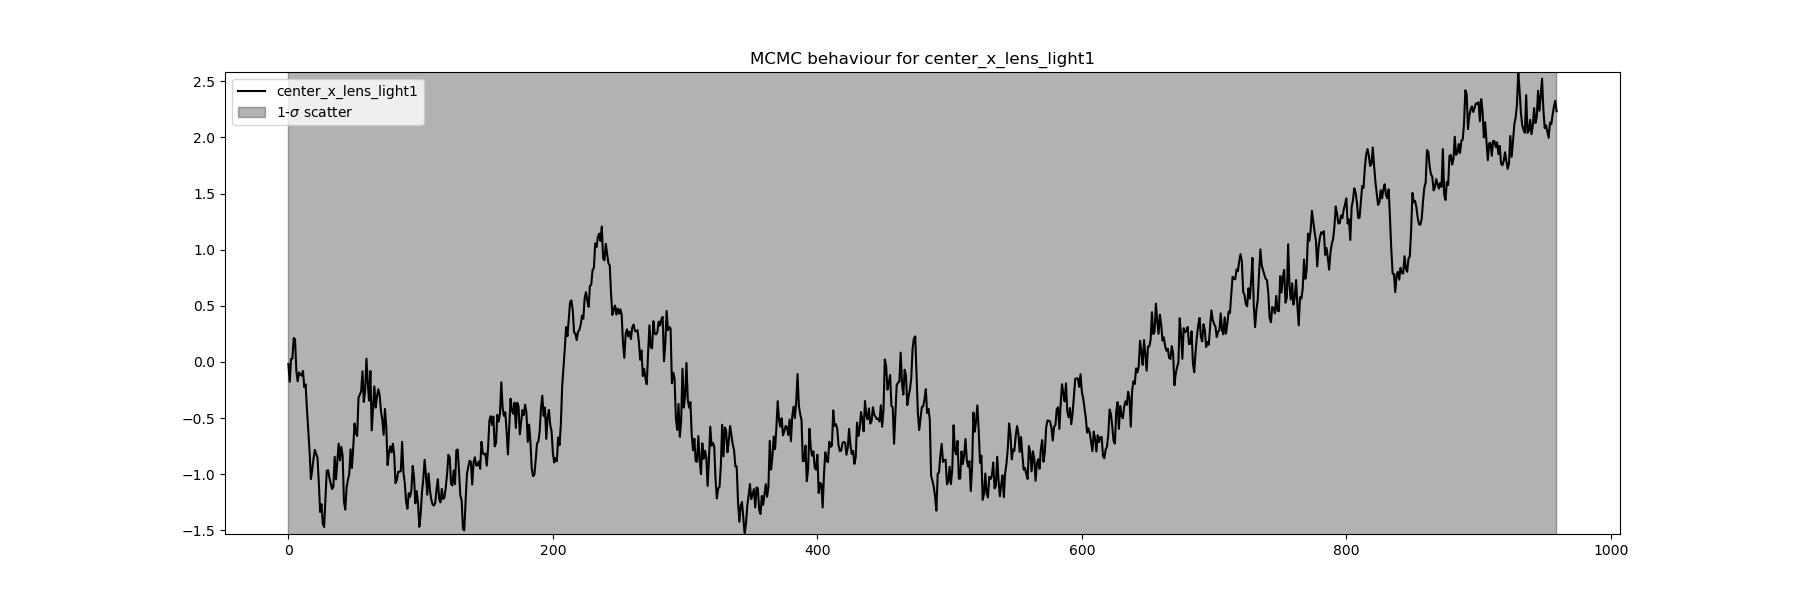 MCMC behaviour for center_x_lens_light1
center_x_lens_light1
1-σ scatter
2.5
2.0
1.5
1.0
0.5
0.0
−0.5
−1.0
−1.5
0 200 400 600 800 1000